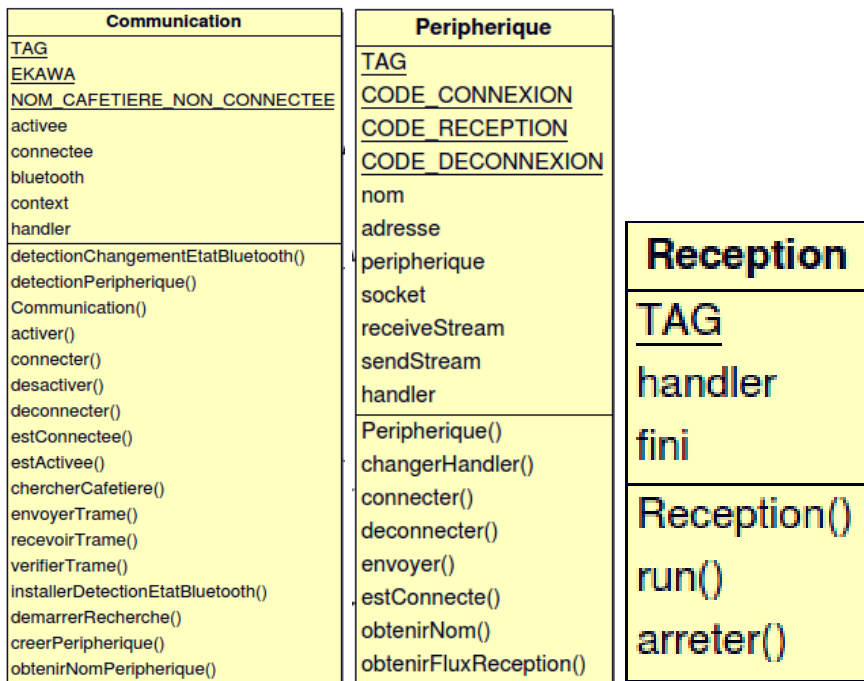 Communication
TAG
EKAWA
NOM_CAFETIERE_NON_CONNECTEE
activee
connectee
bluetooth
context
handler
detectionChangementEtatBluetooth()
detectionPeripherique()
Communication()
activer()
connecter()
desactiver()
deconnecter()
estConnectee()
estActivee()
chercherCafetiere()
envoyerTrame()
recevoirTrame()
verifierTrame()
installerDetectionEtatBluetooth()
demarrerRecherche()
creerPeripherique()
obtenirNomPeripherique()
Peripherique
TAG
CODE_CONNEXION
CODE_RECEPTION
CODE_DECONNEXION
nom
adresse
peripherique
socket
receiveStream
sendStream
handler
Peripherique()
changerHandler()
connecter()
deconnecter()
envoyer()
estConnecte()
obtenirNom()
obtenirFluxReception()
Reception
TAG
handler
fini
Reception()
run()
arreter()